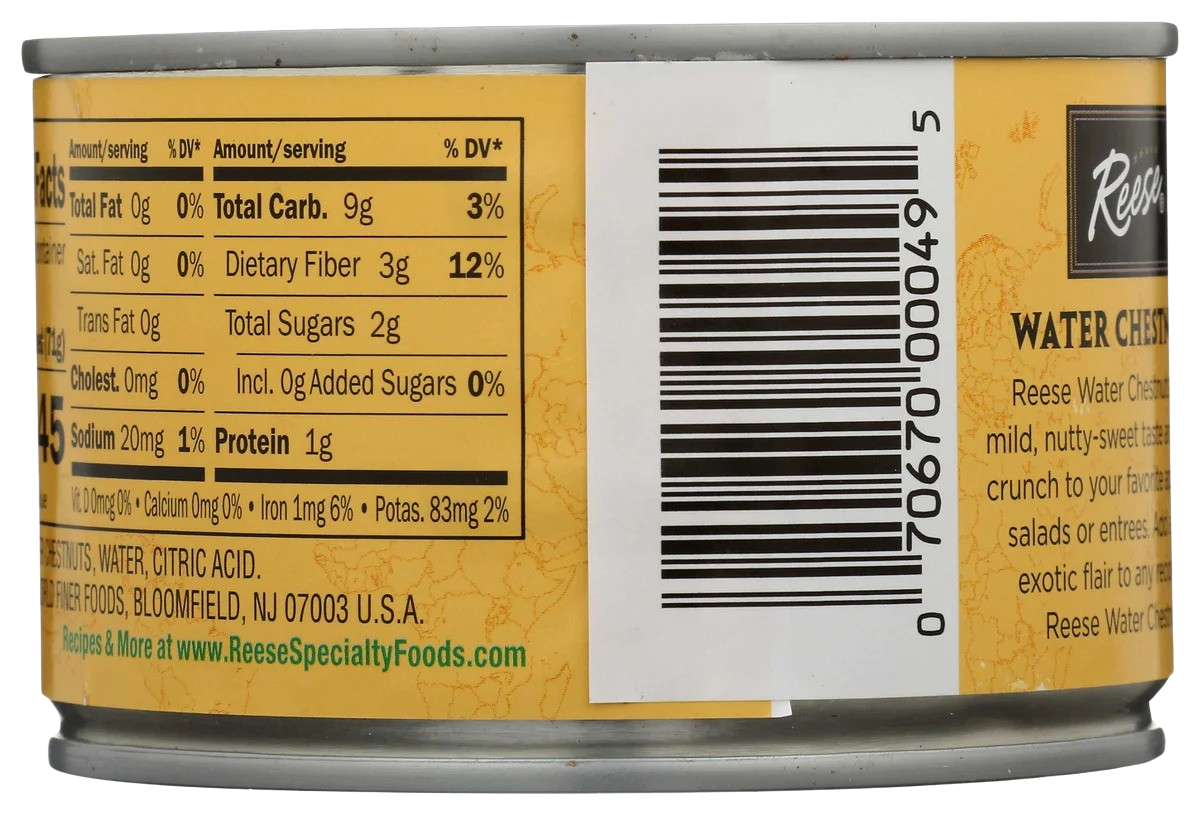 Facts
Amount/serving % DV* Amount/serving % DV*
Total Fat 0g 0% Total Carb. 9g 3%
Sat. Fat 0g 0% Dietary Fiber 3g 12%
Trans Fat 0g Total Sugars 2g
(71g)
Cholest. 0mg 0% Incl. 0g Added Sugars 0%
45
Sodium 20mg 1% Protein 1g
Vit. D 0mcg 0% • Calcium 0mg 0% • Iron 1mg 6% • Potas. 83mg 2%
CHESTNUTS, WATER, CITRIC ACID.
FINER FOODS, BLOOMFIELD, NJ 07003 U.S.A.
Recipes & More at www.ReeseSpecialtyFoods.com
0 70670 00049 5
Reese
WATER CHESTN
Reese Water Chestnu
mild, nutty-sweet taste a
crunch to your favorite
salads or entrees. Add
exotic flair to any
Reese Water Chest